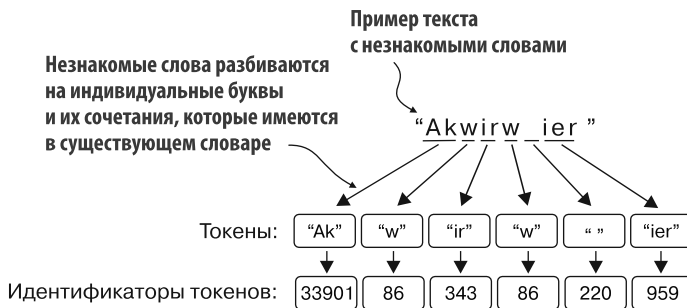 Пример текста
с незнакомыми словами
Незнакомые слова разбиваются
на индивидуальные буквы
и их сочетания, которые имеются
в существующем словаре
“Akwirw ier”
Токены: “Ak” “w” “ir” “w” “ ” “ier”
Идентификаторы токенов: 33901 86 343 86 220 959